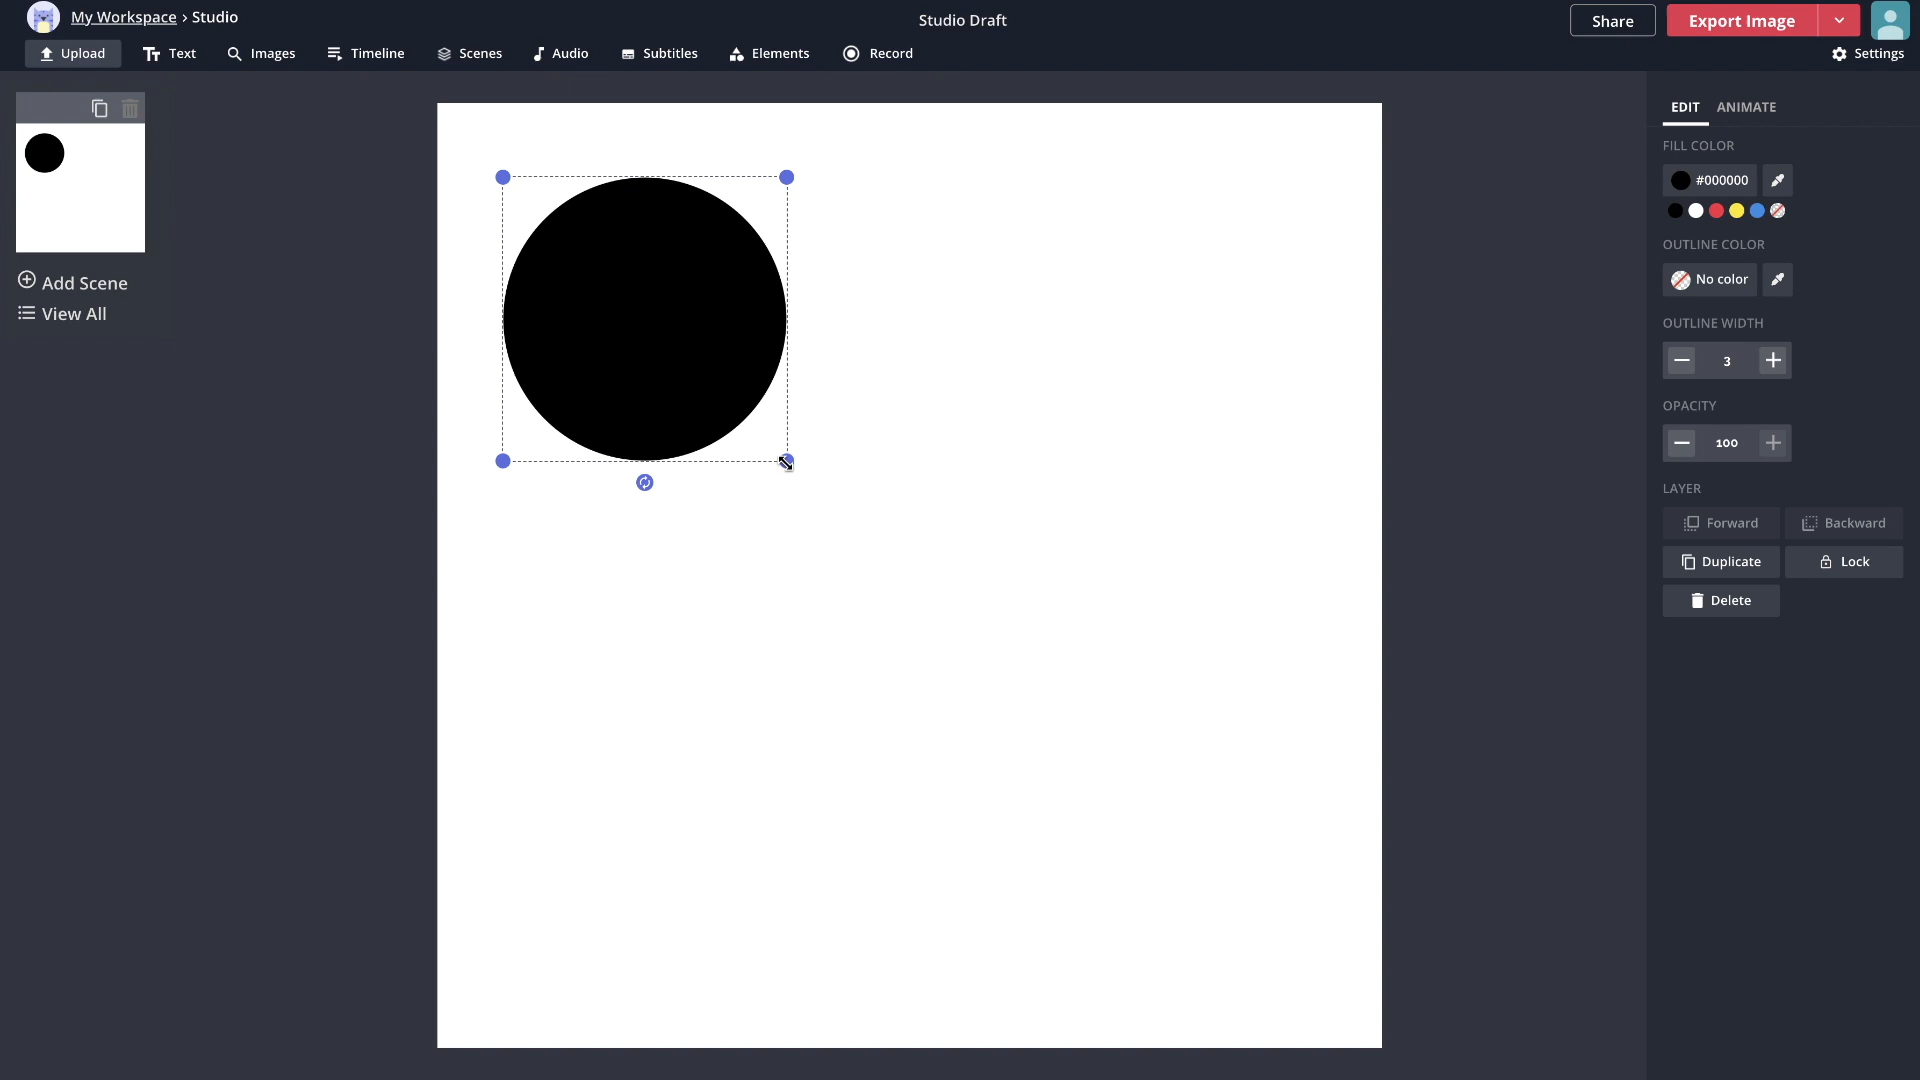 My Workspace › Studio
Studio Draft
Share
Export Image
Upload
Text
Images
Timeline
Scenes
Audio
Subtitles
Elements
Record
Settings
Add Scene
View All
EDIT
ANIMATE
FILL COLOR
#000000
OUTLINE COLOR
No color
OUTLINE WIDTH
3
OPACITY
100
LAYER
Forward
Backward
Duplicate
Lock
Delete